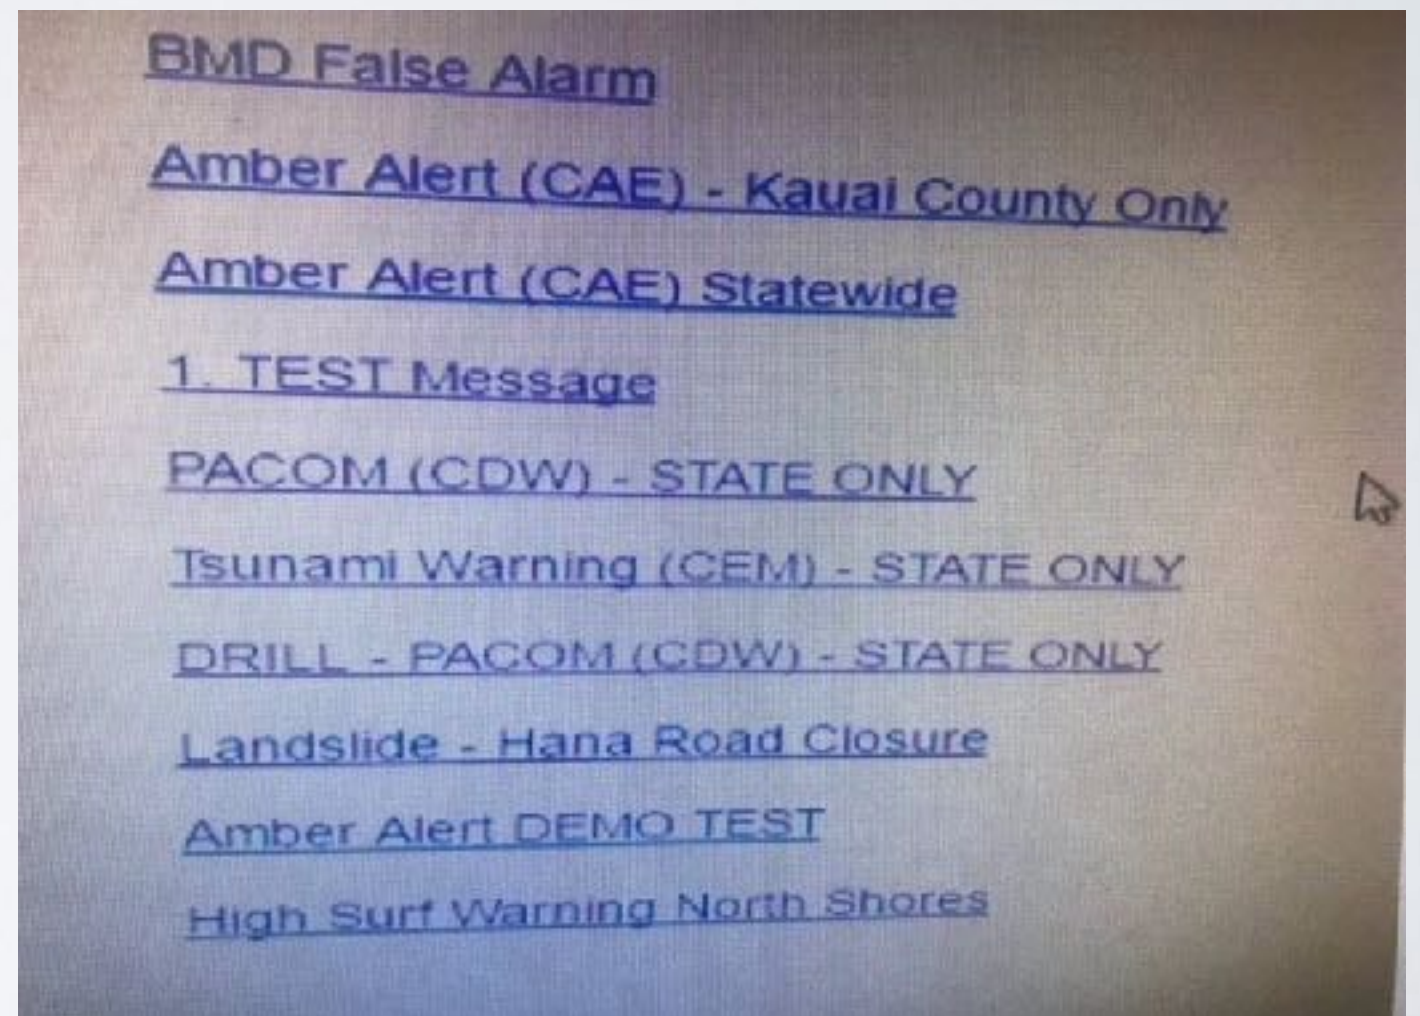 BMD False Alarm
Amber Alert (CAE) - Kauai County Only
Amber Alert (CAE) Statewide
1. TEST Message
PACOM (CDW) - STATE ONLY
Tsunami Warning (CEM) - STATE ONLY
DRILL - PACOM (CDW) - STATE ONLY
Landslide - Hana Road Closure
Amber Alert DEMO TEST
High Surf Warning North Shores